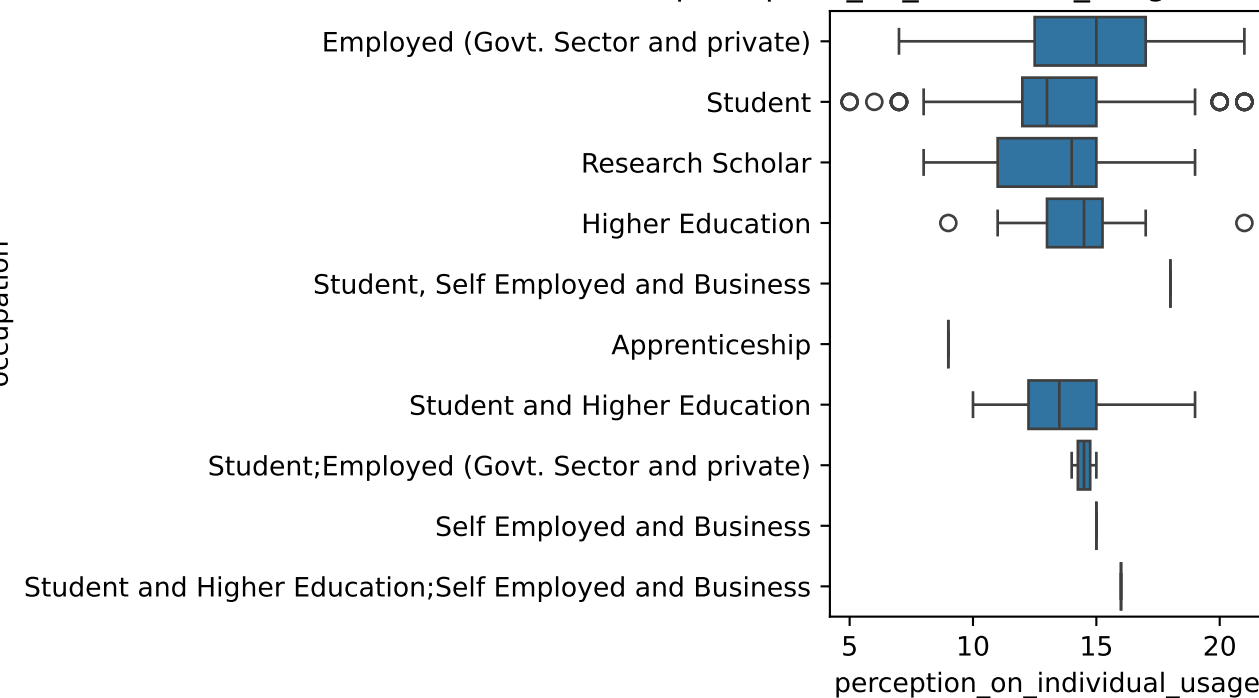 Employed (Govt. Sector and private)
Student
Research Scholar
Higher Education
Student, Self Employed and Business
Apprenticeship
Student and Higher Education
Student;Employed (Govt. Sector and private)
Self Employed and Business
Student and Higher Education;Self Employed and Business
occupation
5 10 15 20
perception_on_individual_usage